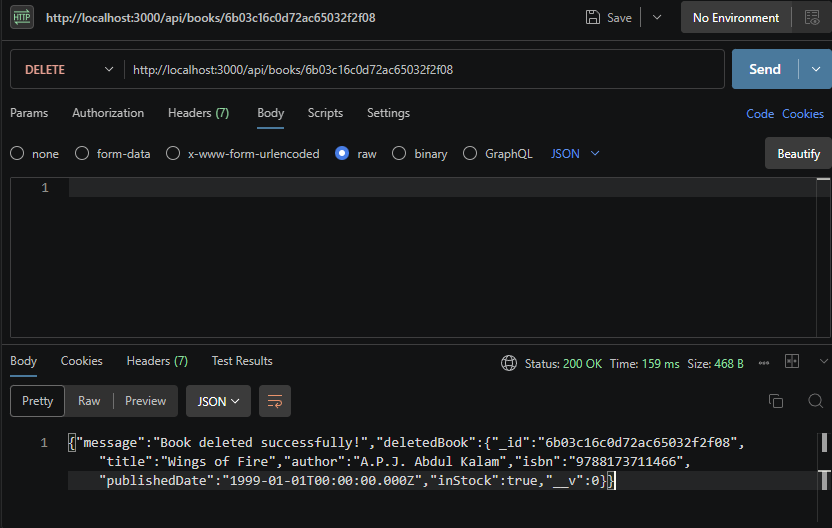 HTTP http://localhost:3000/api/books/6b03c16c0d72ac65032f2f08 Save No Environment
DELETE http://localhost:3000/api/books/6b03c16c0d72ac65032f2f08 Send
Params Authorization Headers (7) Body Scripts Settings Code Cookies
none form-data x-www-form-urlencoded raw binary GraphQL JSON Beautify
1
Body Cookies Headers (7) Test Results Status: 200 OK Time: 159 ms Size: 468 B
Pretty Raw Preview JSON
1 {"message":"Book deleted successfully!","deletedBook":{"_id":"6b03c16c0d72ac65032f2f08",
"title":"Wings of Fire","author":"A.P.J. Abdul Kalam","isbn":"9788173711466",
"publishedDate":"1999-01-01T00:00:00.000Z","inStock":true,"__v":0}}